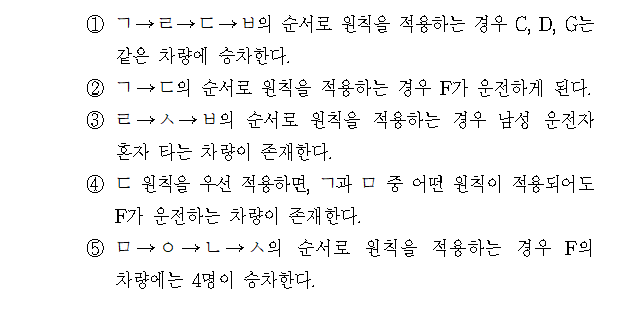 ① ㄱ→ㄹ→ㄷ→ㅂ의 순서로 원칙을 적용하는 경우 C, D, G는
같은 차량에 승차한다.
② ㄱ→ㄷ의 순서로 원칙을 적용하는 경우 F가 운전하게 된다.
③ ㄹ→ㅅ→ㅂ의 순서로 원칙을 적용하는 경우 남성 운전자
혼자 타는 차량이 존재한다.
④ ㄷ 원칙을 우선 적용하면, ㄱ과 ㅁ 중 어떤 원칙이 적용되어도
F가 운전하는 차량이 존재한다.
⑤ ㅁ→ㅇ→ㄴ→ㅅ의 순서로 원칙을 적용하는 경우 F의
차량에는 4명이 승차한다.